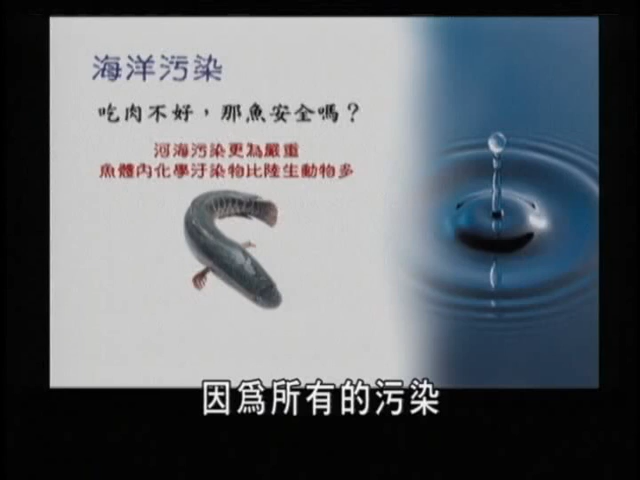 海洋污染
吃肉不好，那魚安全嗎？
河海污染更為嚴重
魚體內化學汙染物比陸生動物多
因爲所有的污染